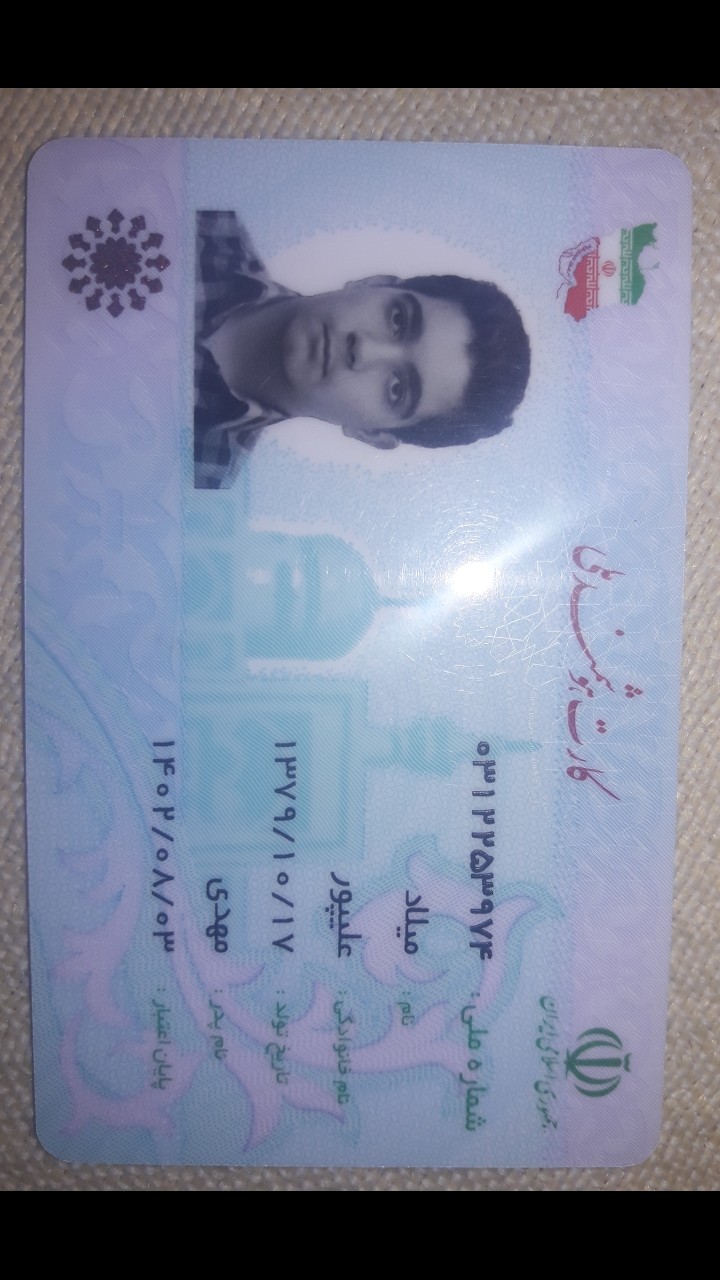 جمهوری اسلامی ایران
کارت هوشمند ملی
شماره ملی: ۰۳۱۲۲۵۳۹۷۴
نام: میلاد
نام خانوادگی: علیپور
تاریخ تولد: ۱۳۷۹/۱۰/۱۷
نام پدر: مهدی
پایان اعتبار: ۱۴۰۲/۰۸/۰۳